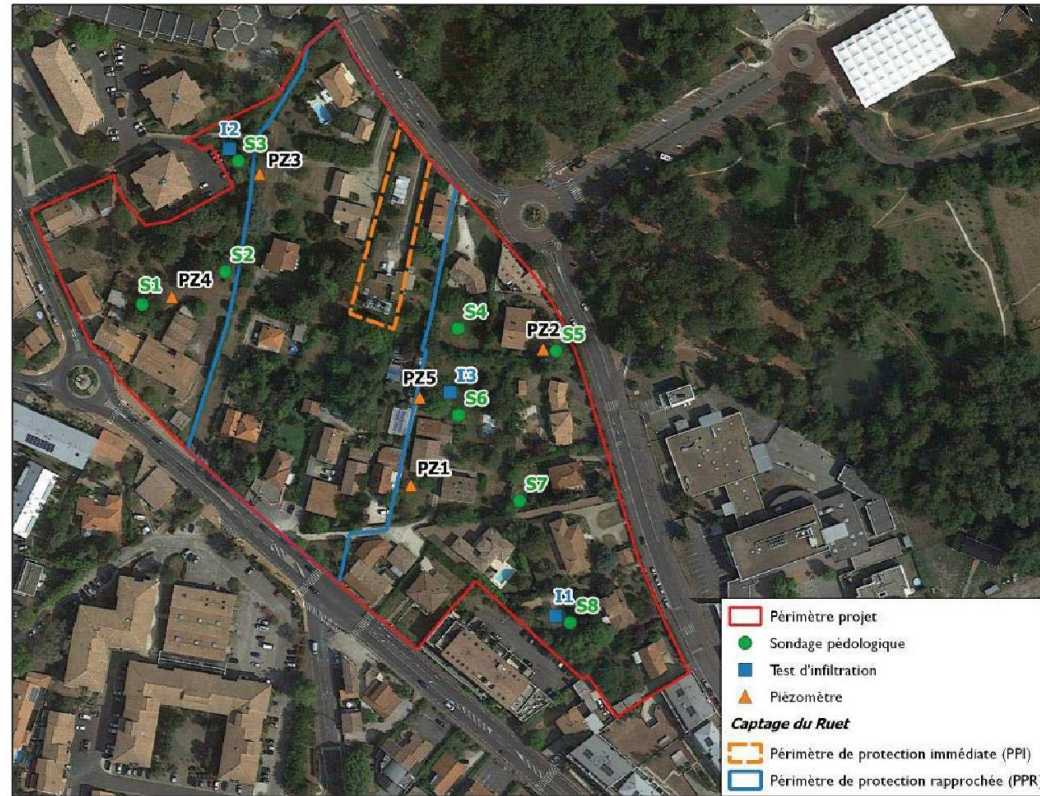 I2
S3
PZ3
S2
S1
PZ4
S4
PZ2
S5
PZ5
I3
S6
PZ1
S7
I1
S8
Périmètre projet
Sondage pédologique
Test d'infiltration
Piézomètre
Captage du Ruet
Périmètre de protection immédiate (PPI)
Périmètre de protection rapprochée (PPR)